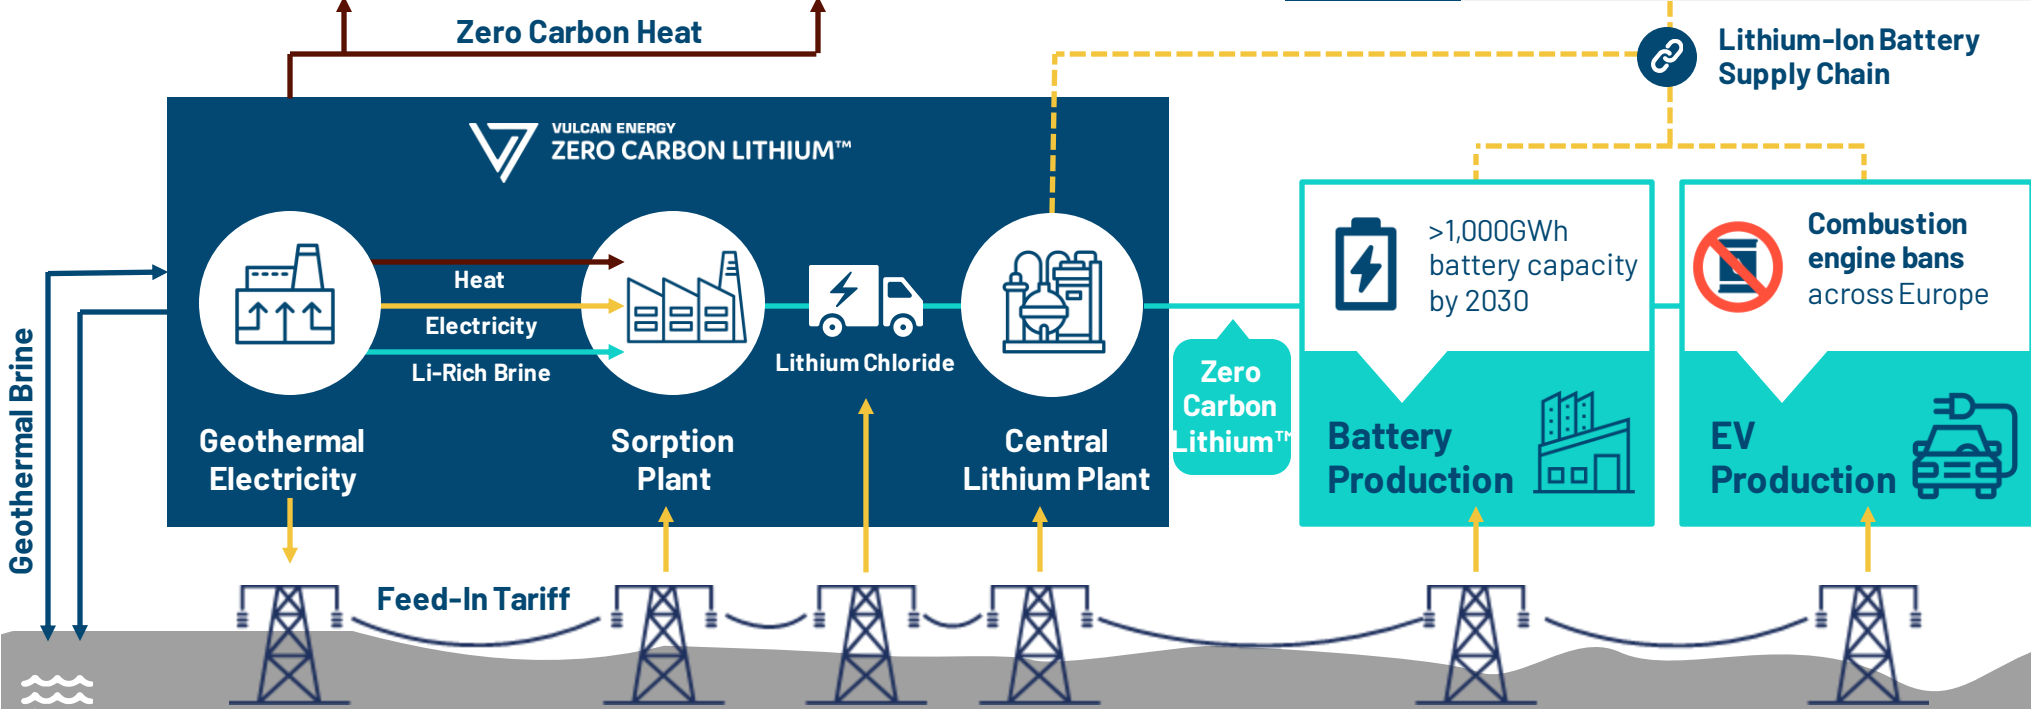 Zero Carbon Heat
Lithium-Ion Battery
Supply Chain
VULCAN ENERGY
ZERO CARBON LITHIUM™
Geothermal Brine
Heat
Electricity
Li-Rich Brine
Lithium Chloride
Geothermal
Electricity
Sorption
Plant
Central
Lithium Plant
Zero
Carbon
Lithium™
>1,000GWh
battery capacity
by 2030
Battery
Production
Combustion
engine bans
across Europe
EV
Production
Feed-In Tariff